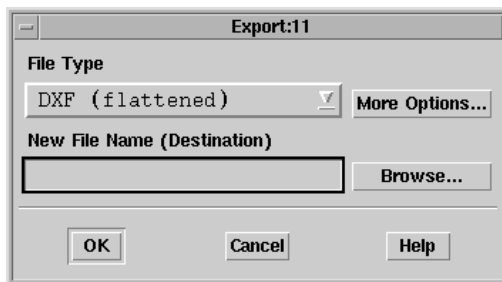 Export:11
File Type
DXF (flattened)
More Options...
New File Name (Destination)
Browse...
OK Cancel Help